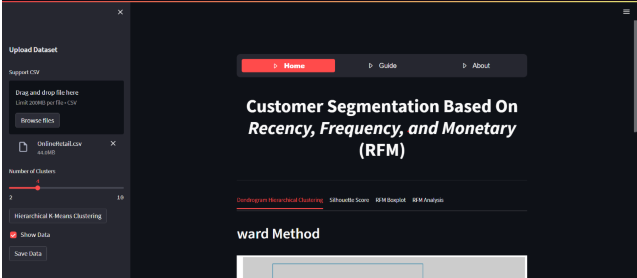 Upload Dataset
Support CSV
Drag and drop file here
Limit 200MB per file • CSV
Browse files
OnlineRetail.csv
44.0MB
Number of Clusters
4
2 10
Hierarchical K-Means Clustering
Show Data
Save Data
Home Guide About
Customer Segmentation Based On
Recency, Frequency, and Monetary
(RFM)
Dendrogram Hierarchical Clustering Silhouette Score RFM Boxplot RFM Analysis
ward Method